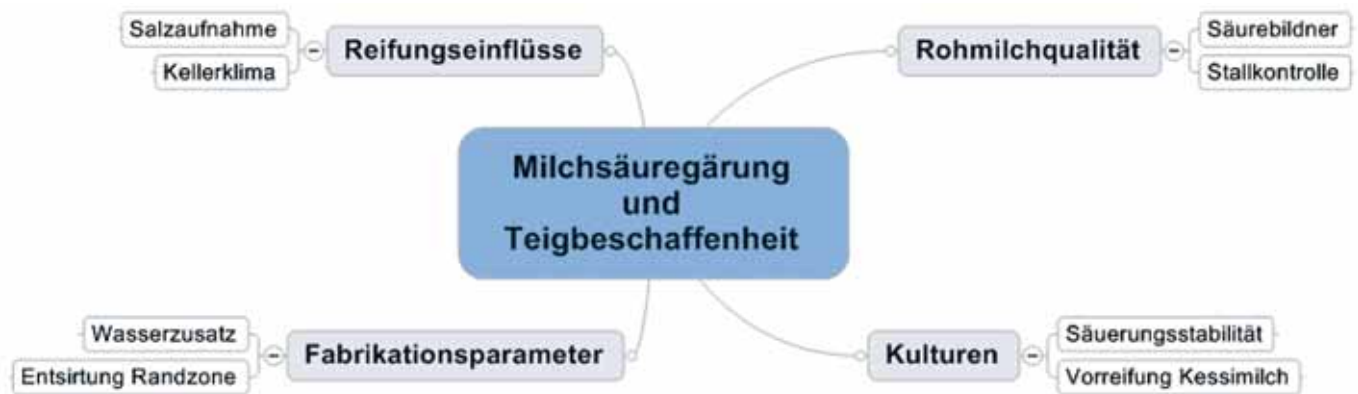 Salzaufnahme
Kellerklima
Reifungseinflüsse
Rohmilchqualität
Säurebildner
Stallkontrolle
Milchsäuregärung
und
Teigbeschaffenheit
Wasserzusatz
Entsirtung Randzone
Fabrikationsparameter
Kulturen
Säuerungsstabilität
Vorreifung Kessimilch